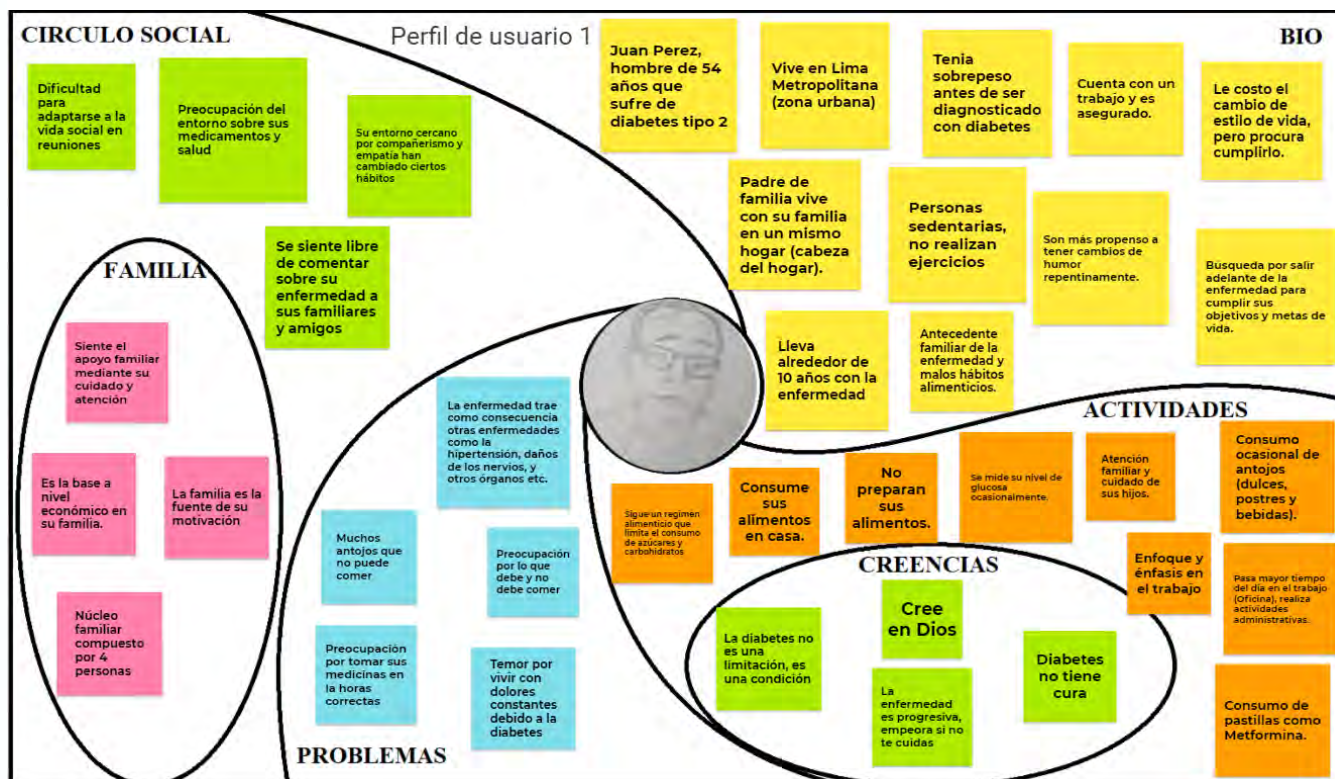 CIRCULO SOCIAL
Perfil de usuario 1
BIO
Dificultad
para
adaptarse a la
vida social en
reuniones
Preocupación del
entorno sobre sus
medicamentos y
salud
Su entorno cercano
por compañerismo y
empatía han
cambiado ciertos
hábitos
Se siente libre
de comentar
sobre su
enfermedad a
sus familiares
y amigos
Juan Perez,
hombre de 54
años que
sufre de
diabetes tipo 2
Vive en Lima
Metropolitana
(zona urbana)
Tenia
sobrepeso
antes de ser
diagnosticado
con diabetes
Cuenta con un
trabajo y es
asegurado.
Le costo el
cambio de
estilo de vida,
pero procura
cumplirlo.
Padre de
familia vive
con su familia
en un mismo
hogar (cabeza
del hogar).
Personas
sedentarias,
no realizan
ejercicios
Son más propenso a
tener cambios de
humor
repentinamente.
Búsqueda por salir
adelante de la
enfermedad para
cumplir sus
objetivos y metas de
vida.
Lleva
alrededor de
10 años con la
enfermedad
Antecedente
familiar de la
enfermedad y
malos hábitos
alimenticios.
FAMILIA
Siente el
apoyo familiar
mediante su
cuidado y
atención
Es la base a
nivel
económico en
su familia.
La familia es la
fuente de su
motivación
Núcleo
familiar
compuesto
por 4
personas
La enfermedad trae
como consecuencia
otras enfermedades
como la
hipertensión, daños
de los nervios, y
otros órganos etc.
Muchos
antojos que
no puede
comer
Preocupación
por lo que
debe y no
debe comer
Preocupación
por tomar sus
medicinas en
la horas
correctas
Temor por
vivir con
dolores
constantes
debido a la
diabetes
PROBLEMAS
ACTIVIDADES
Sigue un regimen
alimenticio que
limita el consumo
de azúcares y
carbohidratos
Consume
sus
alimentos
en casa.
No
preparan
sus
alimentos.
Se mide su nivel de
glucosa
ocasionalmente.
Atención
familiar y
cuidado de
sus hijos.
Consumo
ocasional de
antojos
(dulces,
postres y
bebidas).
Enfoque y
énfasis en
el trabajo
Pasa mayor tiempo
del día en el trabajo
(Oficina), realiza
actividades
administrativas.
Consumo de
pastillas como
Metformina.
CREENCIAS
La diabetes no
es una
limitación, es
una condición
Cree
en Dios
La
enfermedad
es progresiva,
empeora si no
te cuidas
Diabetes
no tiene
cura